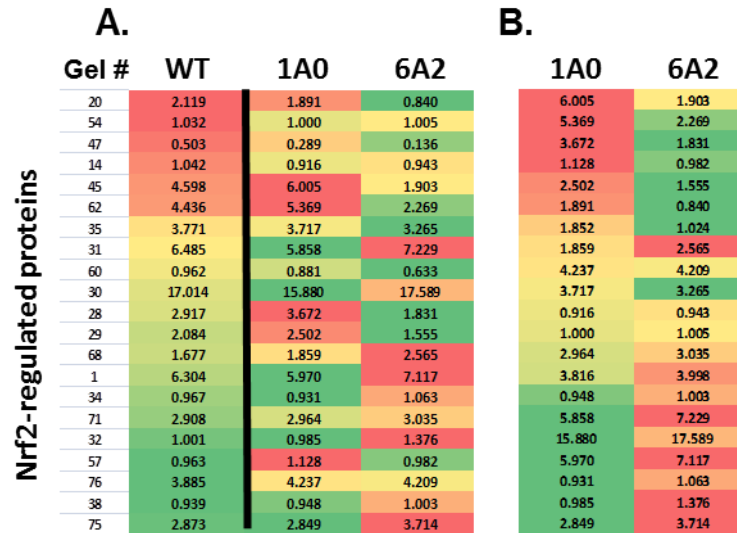 A. B.
Gel # WT 1A0 6A2 1A0 6A2
Nrf2-regulated proteins
20 2.119 1.891 0.840 6.005 1.903
54 1.032 1.000 1.005 5.369 2.269
47 0.503 0.289 0.136 3.672 1.831
14 1.042 0.916 0.943 1.128 0.982
45 4.598 6.005 1.903 2.502 1.555
62 4.436 5.369 2.269 1.891 0.840
35 3.771 3.717 3.265 1.852 1.024
31 6.485 5.858 7.229 1.859 2.565
60 0.962 0.881 0.633 4.237 4.209
30 17.014 15.880 17.589 3.717 3.265
28 2.917 3.672 1.831 0.916 0.943
29 2.084 2.502 1.555 1.000 1.005
68 1.677 1.859 2.565 2.964 3.035
1 6.304 5.970 7.117 3.816 3.998
34 0.967 0.931 1.063 0.948 1.003
71 2.908 2.964 3.035 5.858 7.229
32 1.001 0.985 1.376 15.880 17.589
57 0.963 1.128 0.982 5.970 7.117
76 3.885 4.237 4.209 0.931 1.063
38 0.939 0.948 1.003 0.985 1.376
75 2.873 2.849 3.714 2.849 3.714